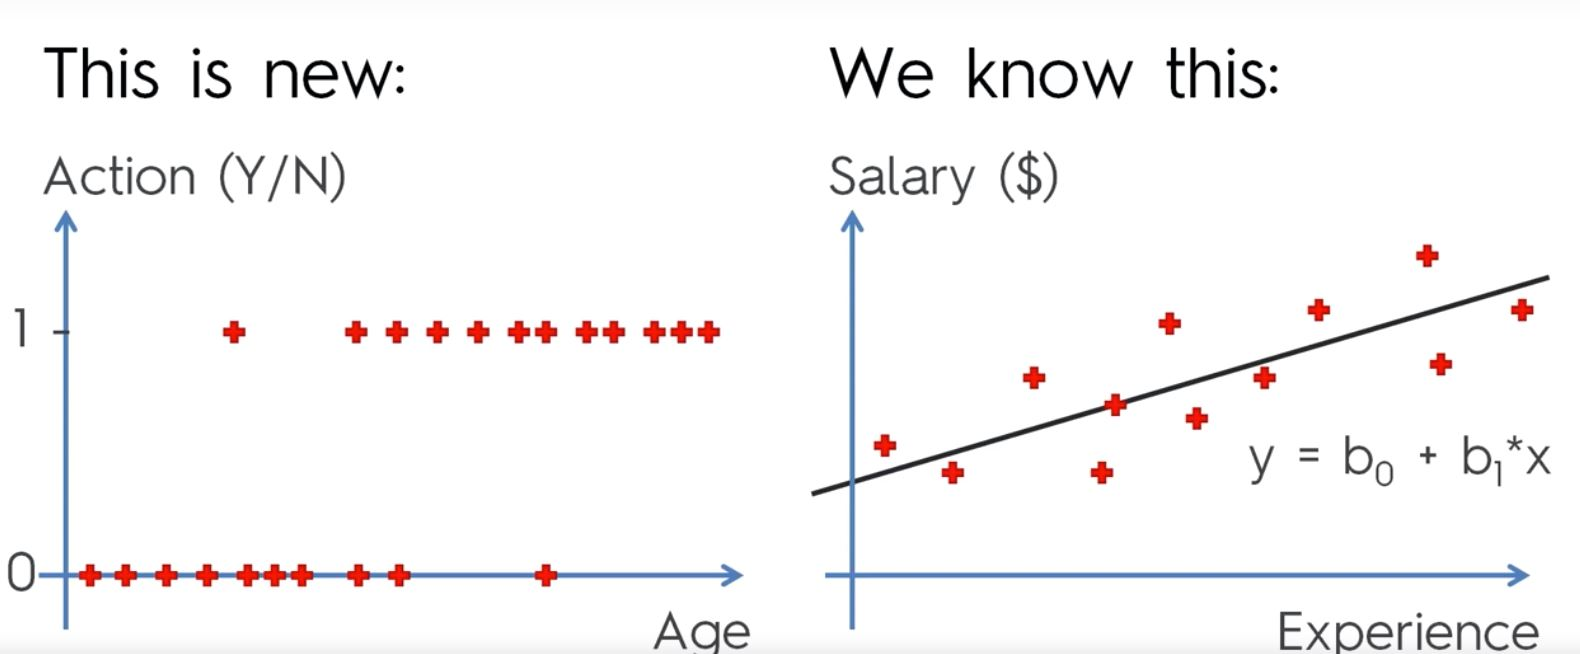 This is new:
Action (Y/N)
1
0
Age
We know this:
Salary ($)
y = b₀ + b₁*x
Experience